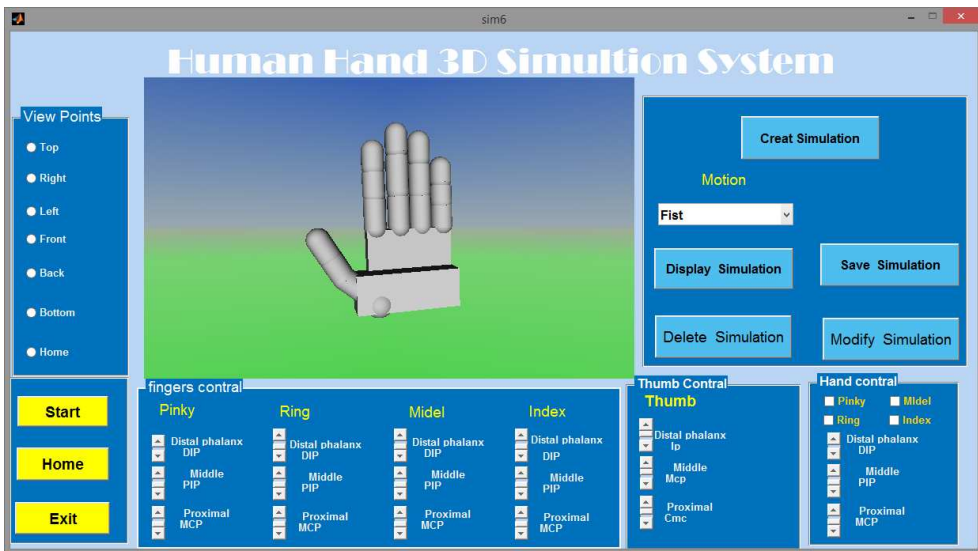 sim6
Human Hand 3D Simultion System
View Points
Top
Right
Left
Front
Back
Bottom
Home
Start
Home
Exit
Creat Simulation
Motion
Fist
Display Simulation
Save Simulation
Delete Simulation
Modify Simulation
fingers contral
Pinky
Distal phalanx
DIP
Middle
PIP
Proximal
MCP
Ring
Distal phalanx
DIP
Middle
PIP
Proximal
MCP
Midel
Distal phalanx
DIP
Middle
PIP
Proximal
MCP
Index
Distal phalanx
DIP
Middle
PIP
Proximal
MCP
Thumb Contral
Thumb
Distal phalanx
Ip
Middle
Mcp
Proximal
Cmc
Hand contral
Pinky MIdel
Ring Index
Distal phalanx
DIP
Middle
PIP
Proximal
MCP